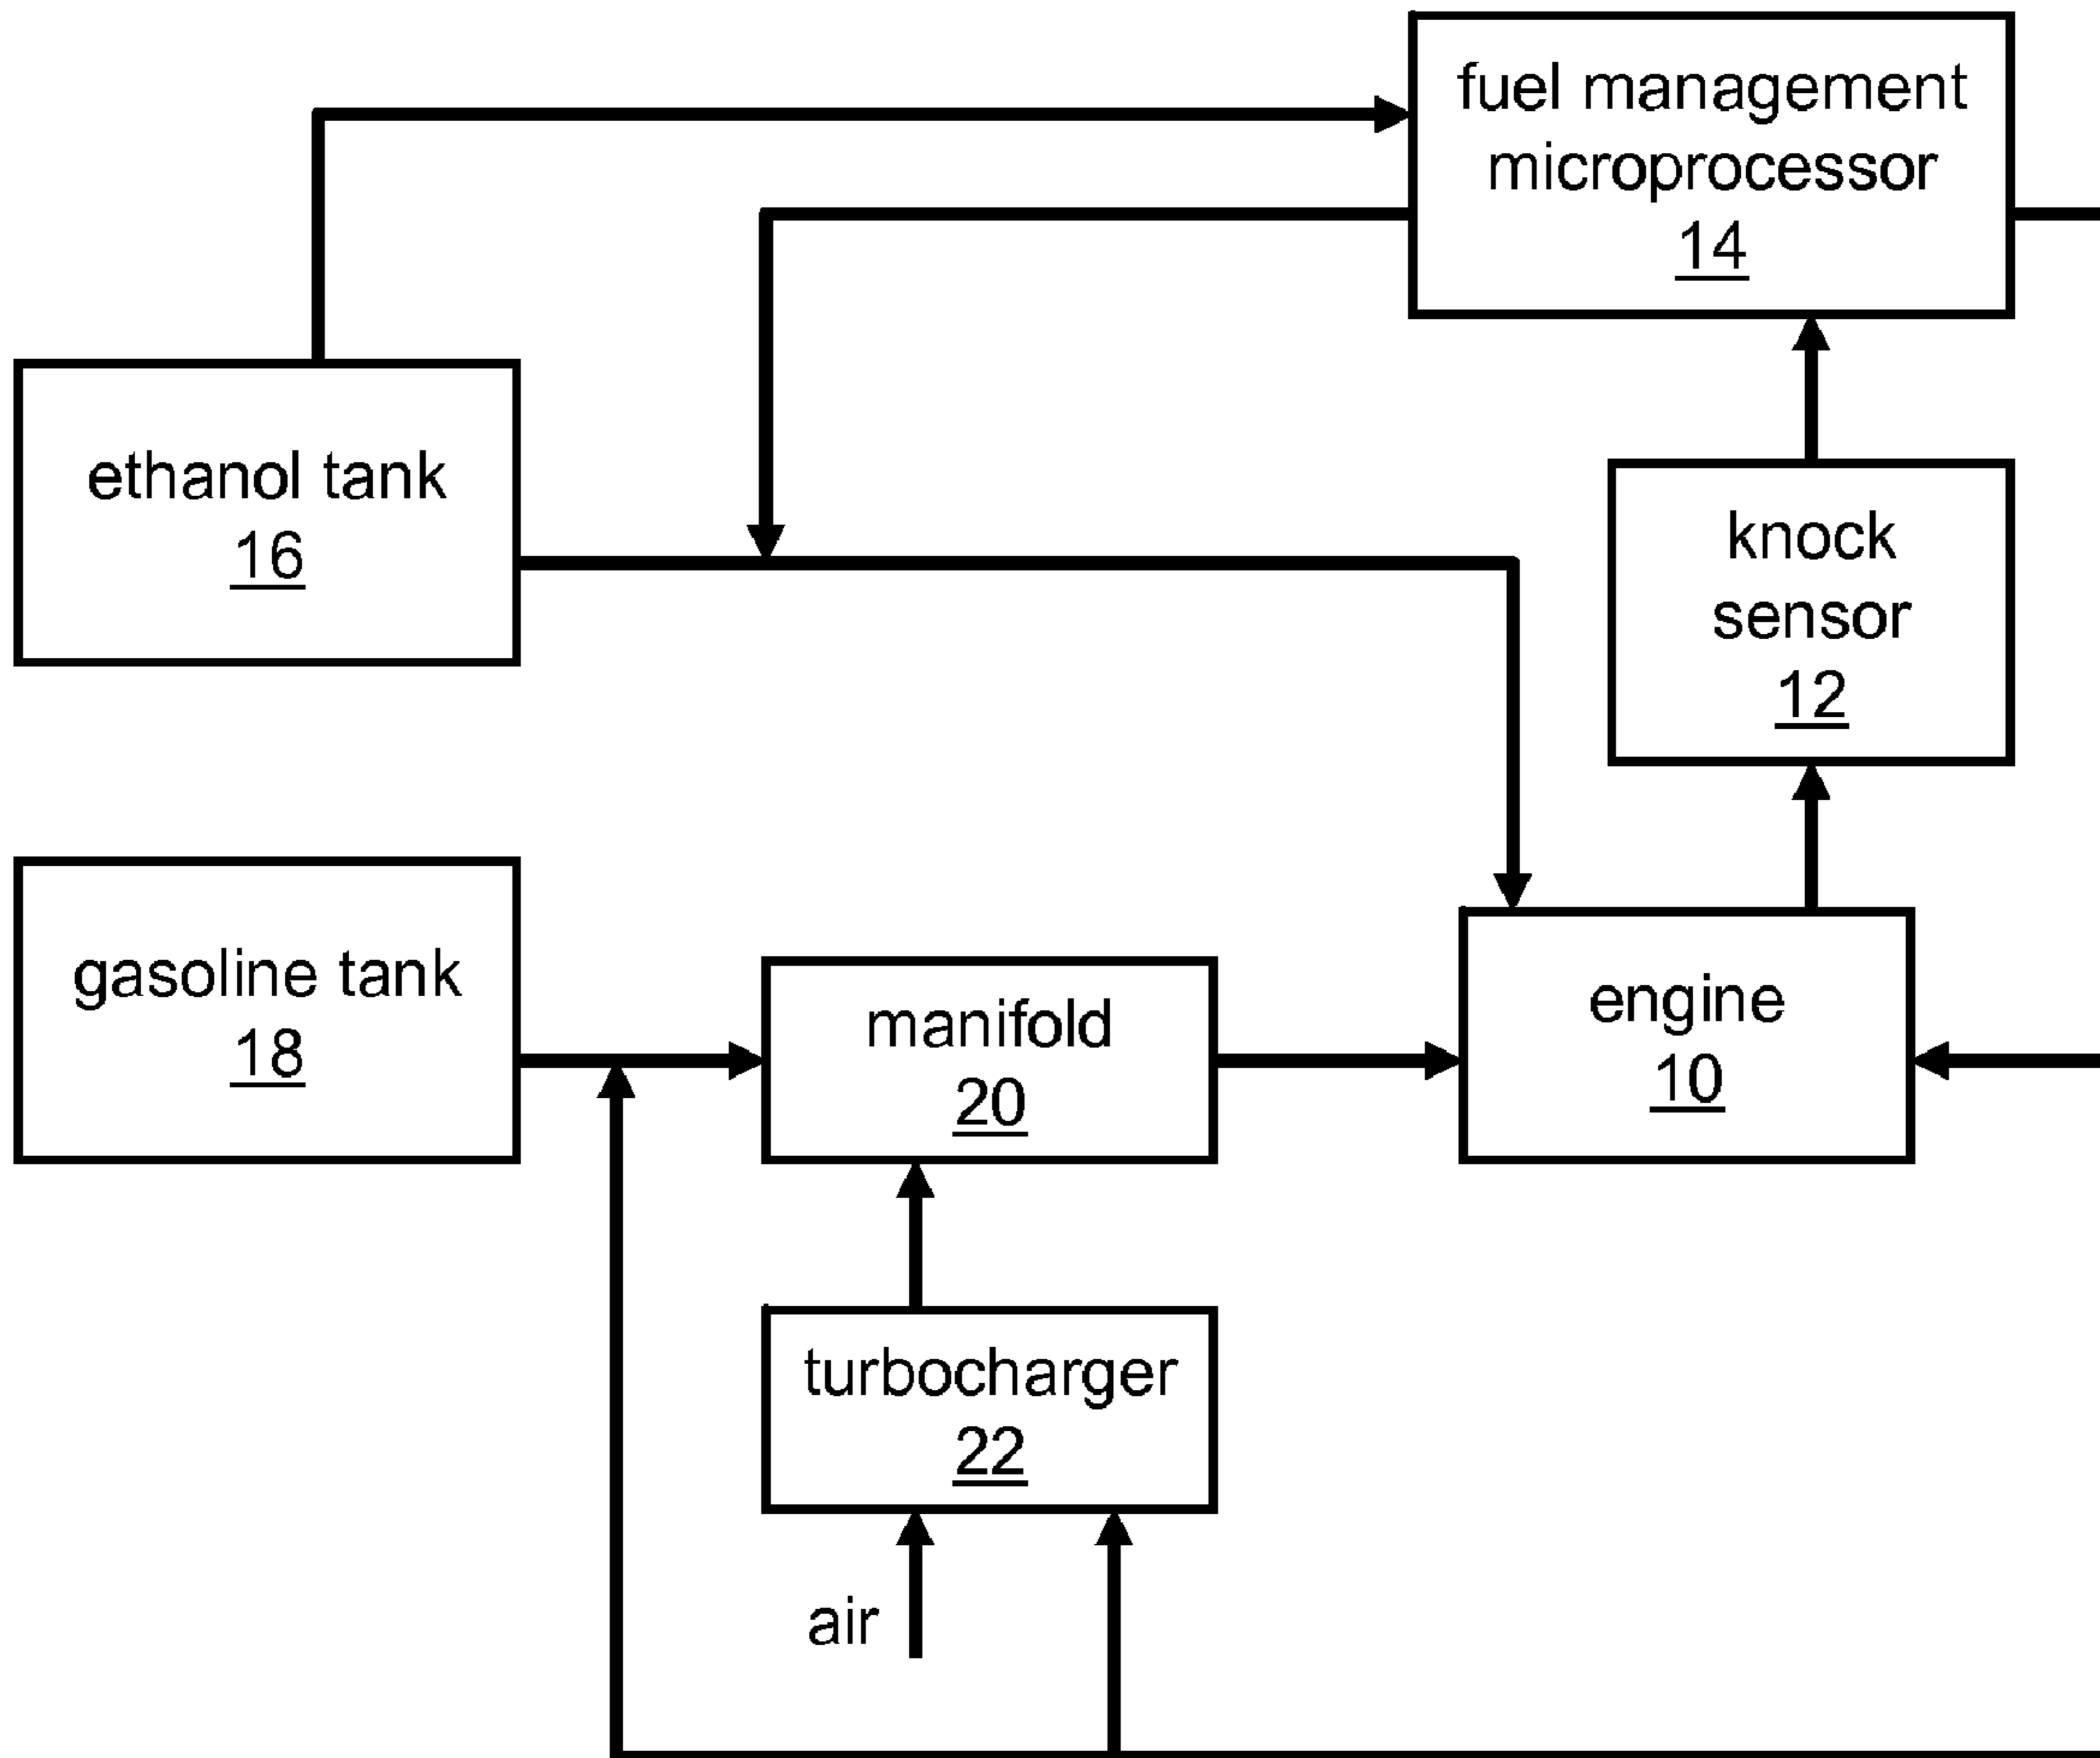 fuel management
microprocessor
14
ethanol tank
16
knock
sensor
12
gasoline tank
18
manifold
20
engine
10
turbocharger
22
air